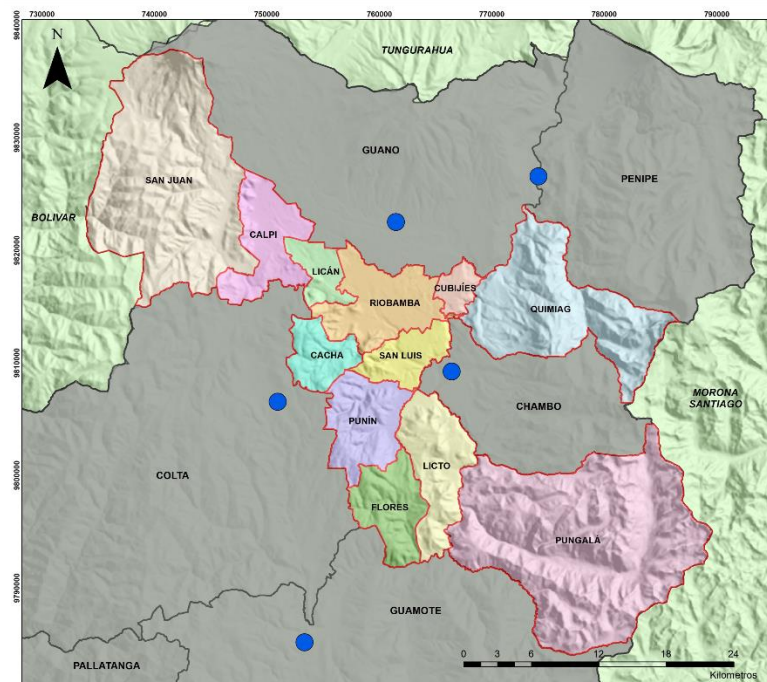 730000 740000 750000 760000 770000 780000 790000
9840000
N
TUNGURAHUA
9830000
GUANO
SAN JUAN
PENIPE
BOLIVAR
CALPI
9820000
LICÁN
CUBIJÍES
RIOBAMBA
QUIMIAG
CACHA
SAN LUIS
9810000
MORONA
SANTIAGO
CHAMBO
PUNÍN
COLTA
LICTO
9800000
FLORES
PUNGALÁ
9790000
GUAMOTE
PALLATANGA
0 3 6 12 18 24
Kilometros